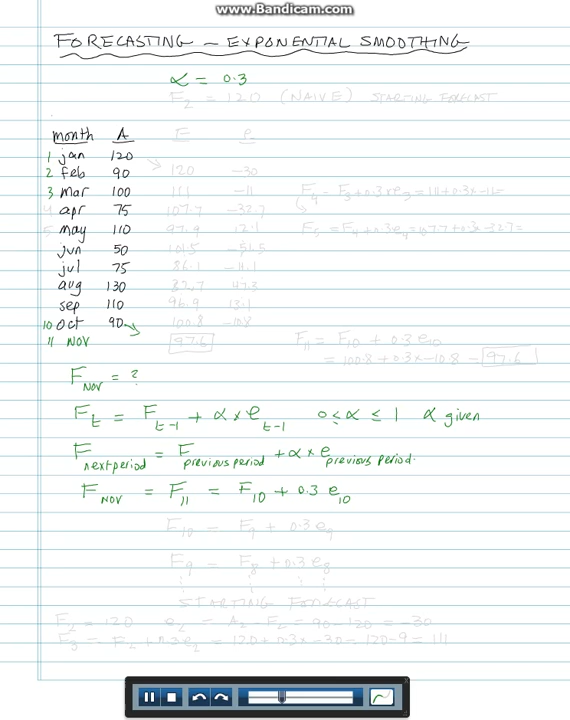 www.Bandicam.com
FORECASTING – EXPONENTIAL SMOOTHING
α = 0.3
F2 = 120 (NAIVE) STARTING FORECAST
month A F e
1 jan 120
2 feb 90 120 -30
3 mar 100 111 -11 F4 = F3 + 0.3xe3 = 111 + 0.3x-11 =
4 apr 75 107.7 -32.7
5 may 110 97.9 12.1 F5 = F4 + 0.3xe4 = 107.7 + 0.3x-32.7 =
jun 50 101.5 -51.5
jul 75 86.1 -11.1
aug 130 82.7 47.3
sep 110 96.9 13.1
10 Oct 90 100.8 -10.8
11 NOV 97.6 F11 = F10 + 0.3 e10
= 100.8 + 0.3x-10.8 = 97.6
FNOV = ?
Ft = Ft-1 + α x et-1 0 ≤ α ≤ 1 α given
Fnext period = Fprevious period + α x eprevious period.
FNOV = F11 = F10 + 0.3 e10
F10 = F9 + 0.3 e9
F9 = F8 + 0.3 e8
STARTING FORECAST
F2 = 120 e2 = A2 - F2 = 90 - 120 = -30
F3 = F2 + 0.3 e2 = 120 + 0.3x-30 = 120 - 9 = 111